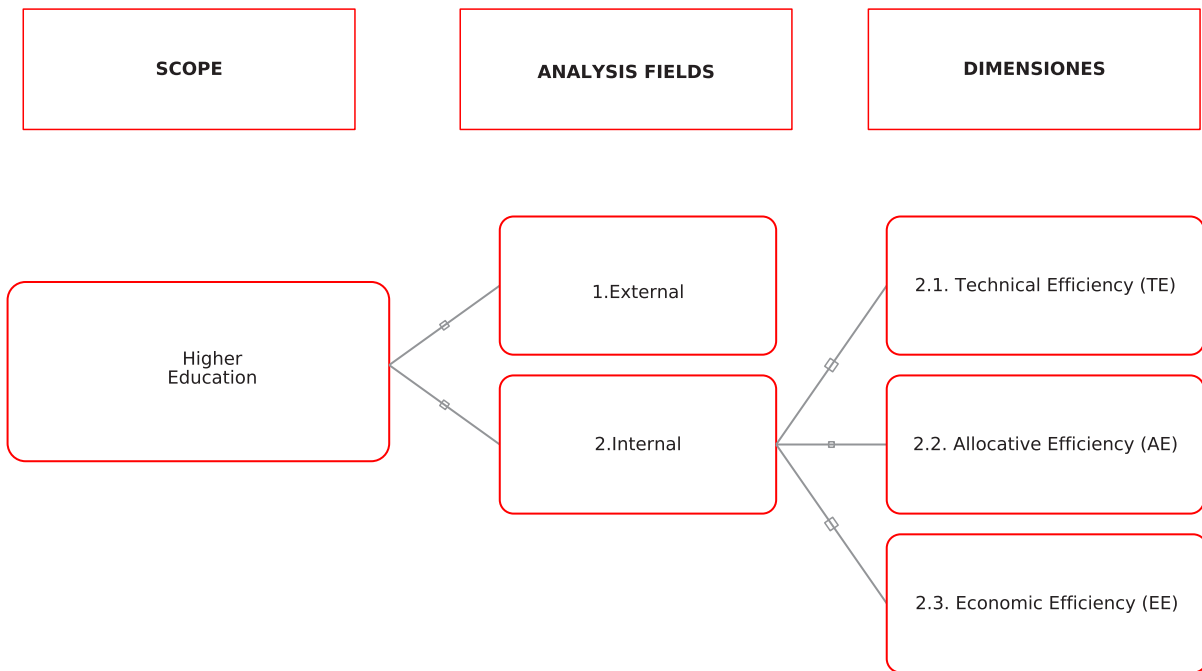 SCOPE
ANALYSIS FIELDS
DIMENSIONES
Higher
Education
1.External
2.Internal
2.1. Technical Efficiency (TE)
2.2. Allocative Efficiency (AE)
2.3. Economic Efficiency (EE)